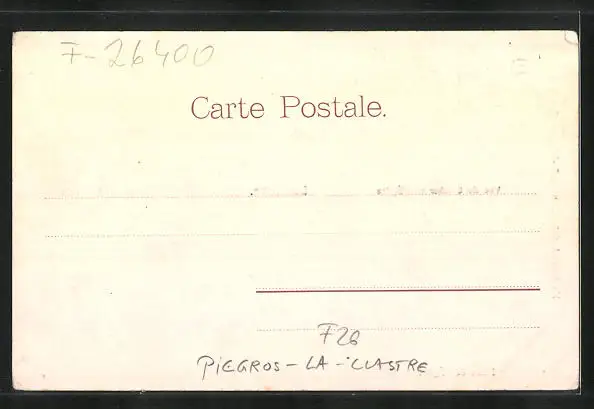 F-26400
Carte Postale.
F26
PIEGROS-LA-CLASTRE